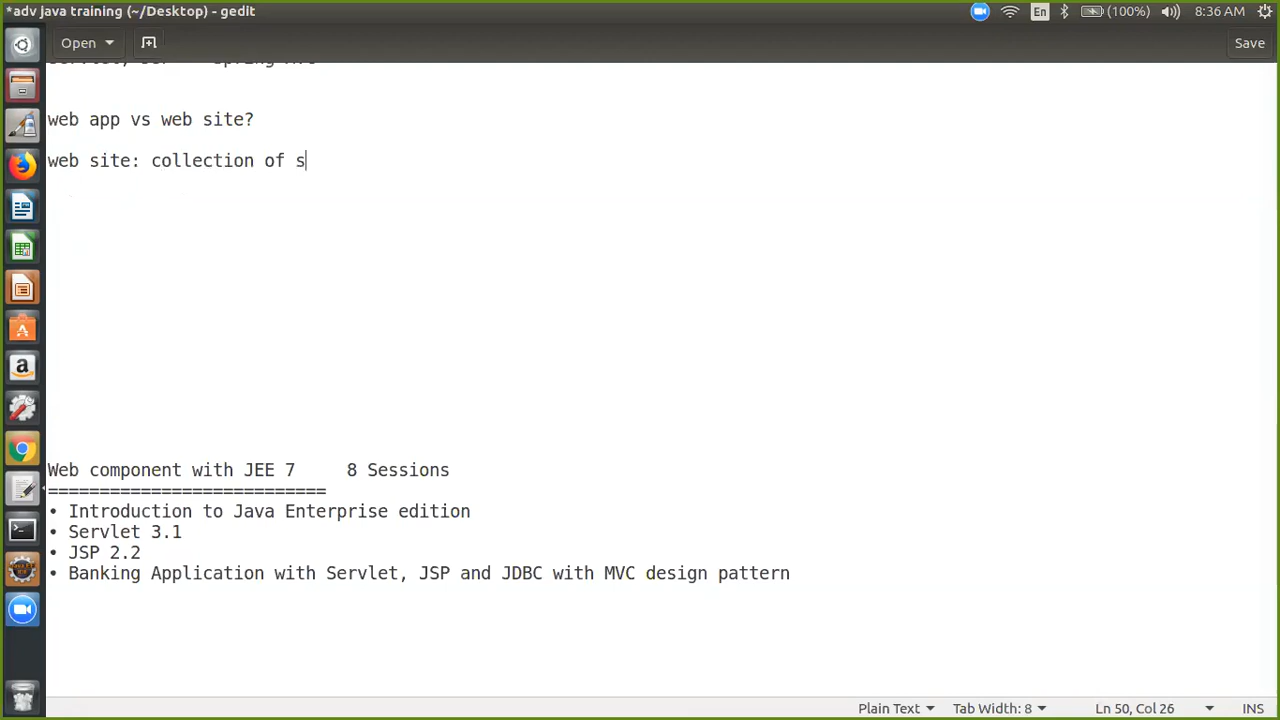 *adv java training (~/Desktop) - gedit
En
(100%)
8:36 AM
Open
Save
web app vs web site?
web site: collection of s
Web component with JEE 7     8 Sessions
===========================
• Introduction to Java Enterprise edition
• Servlet 3.1
• JSP 2.2
• Banking Application with Servlet, JSP and JDBC with MVC design pattern
Plain Text
Tab Width: 8
Ln 50, Col 26
INS